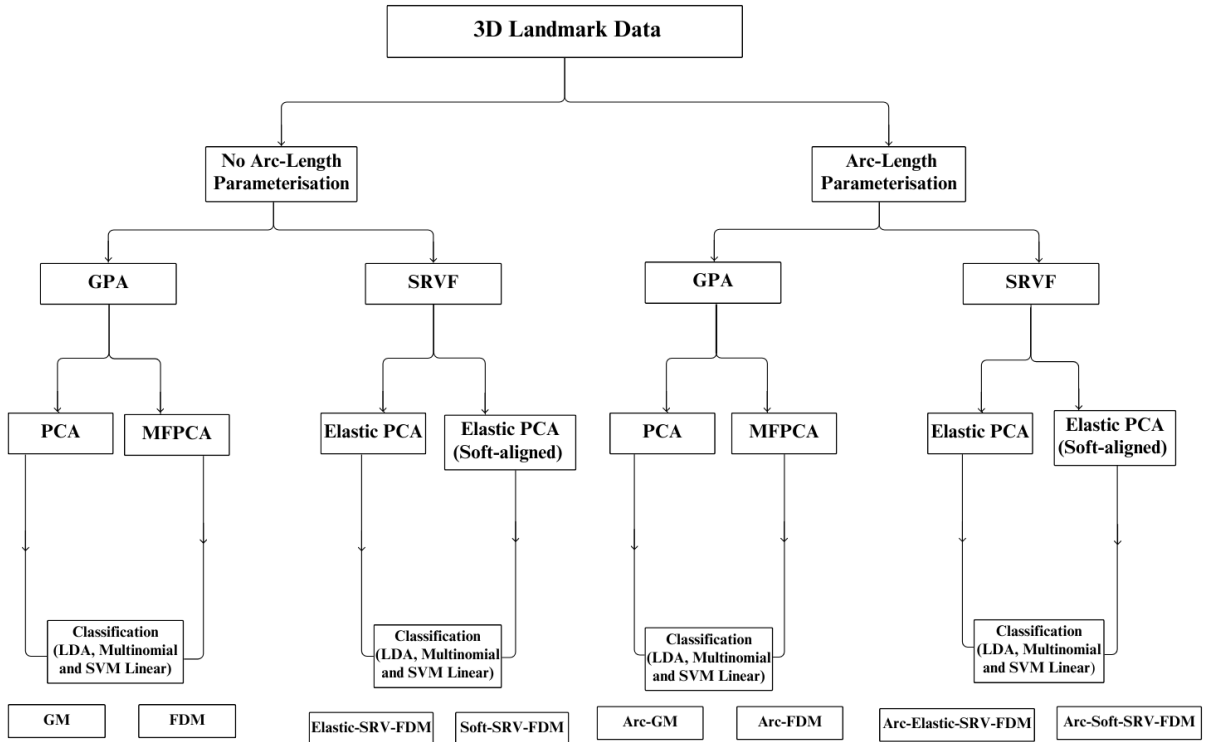 3D Landmark Data
No Arc-Length
Parameterisation
Arc-Length
Parameterisation
GPA
SRVF
GPA
SRVF
PCA
MFPCA
Elastic PCA
Elastic PCA
(Soft-aligned)
PCA
MFPCA
Elastic PCA
Elastic PCA
(Soft-aligned)
Classification
(LDA, Multinomial
and SVM Linear)
Classification
(LDA, Multinomial
and SVM Linear)
Classification
(LDA, Multinomial
and SVM Linear)
Classification
(LDA, Multinomial
and SVM Linear)
GM
FDM
Elastic-SRV-FDM
Soft-SRV-FDM
Arc-GM
Arc-FDM
Arc-Elastic-SRV-FDM
Arc-Soft-SRV-FDM